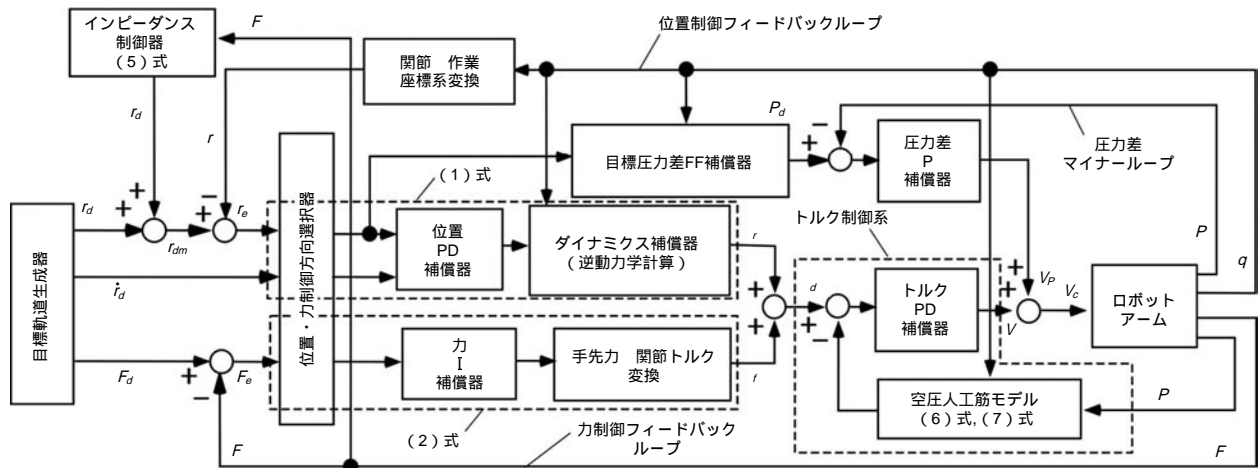 インピーダンス
制御器
(5)式
F
位置制御フィードバックループ
関節 作業
座標系変換
r_d
r
P_d
目標圧力差FF補償器
圧力差
P
補償器
圧力差
マイナーループ
(1)式
トルク制御系
目標軌道生成器
r_d
r_dm
r_e
ṙ_d
位置・力制御方向選択器
位置
PD
補償器
ダイナミクス補償器
(逆動力学計算)
r
d
トルク
PD
補償器
V
V_P
V_c
ロボット
アーム
P
q
F_d
F_e
力
I
補償器
手先力 関節トルク
変換
f
空圧人工筋モデル
(6)式,(7)式
P
(2)式
F
力制御フィードバック
ループ
F